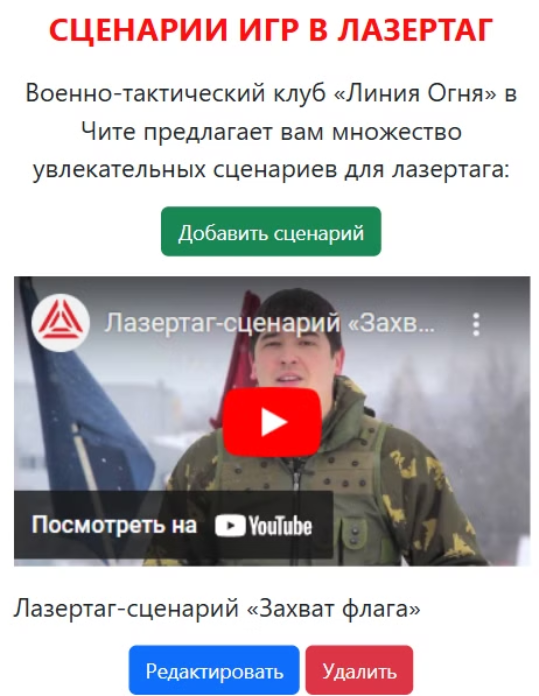 СЦЕНАРИИ ИГР В ЛАЗЕРТАГ
Военно-тактический клуб «Линия Огня» в
Чите предлагает вам множество
увлекательных сценариев для лазертага:
Добавить сценарий
Лазертаг-сценарий «Захв...
Посмотреть на YouTube
Лазертаг-сценарий «Захват флага»
Редактировать Удалить